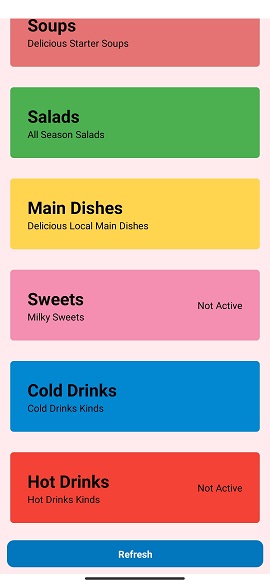 Soups
Delicious Starter Soups
Salads
All Season Salads
Main Dishes
Delicious Local Main Dishes
Sweets
Not Active
Milky Sweets
Cold Drinks
Cold Drinks Kinds
Hot Drinks
Not Active
Hot Drinks Kinds
Refresh